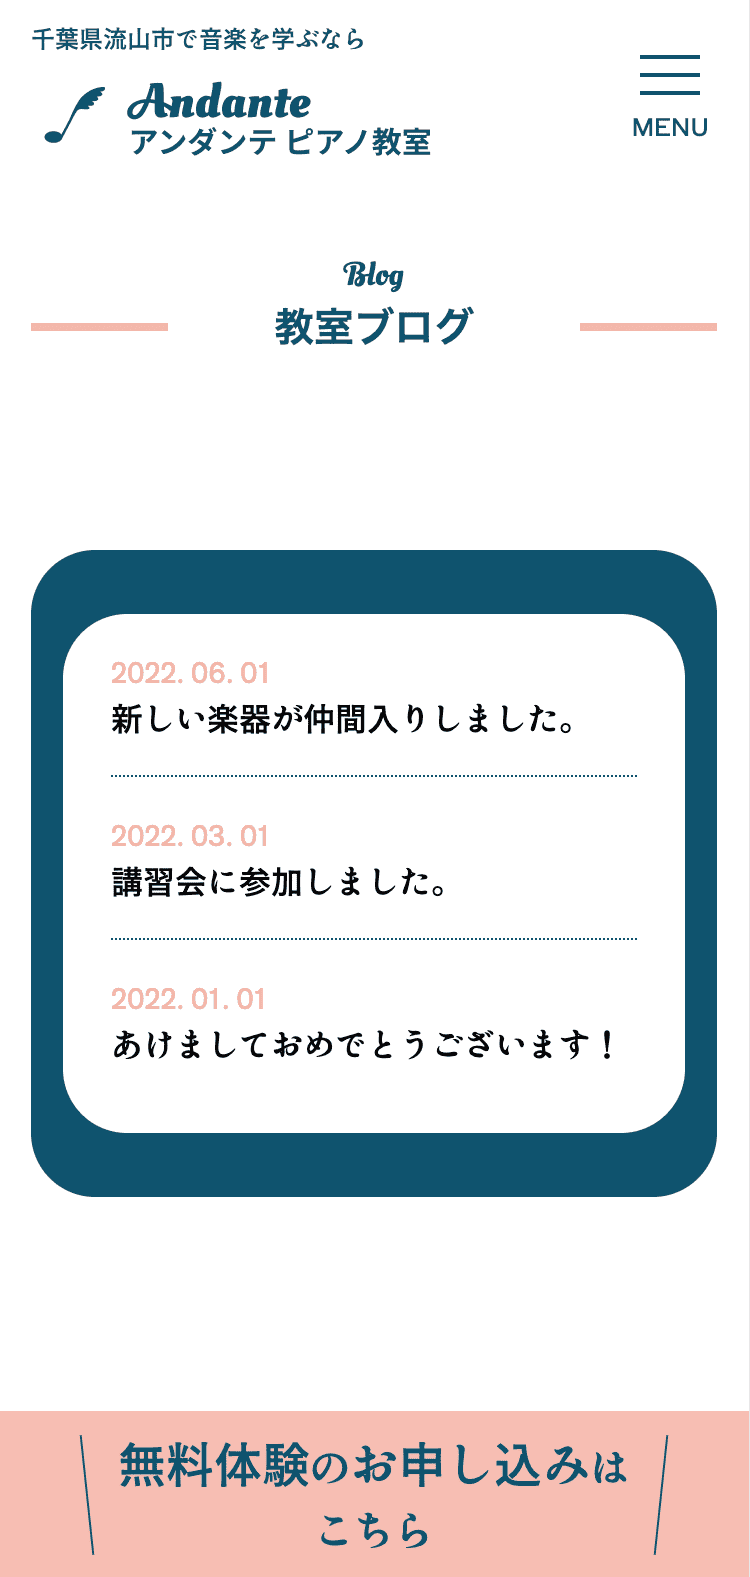 千葉県流山市で音楽を学ぶなら
Andante
アンダンテ ピアノ教室
MENU
Blog
教室ブログ
2022. 06. 01
新しい楽器が仲間入りしました。
2022. 03. 01
講習会に参加しました。
2022. 01. 01
あけましておめでとうございます！
無料体験のお申し込みは
こちら